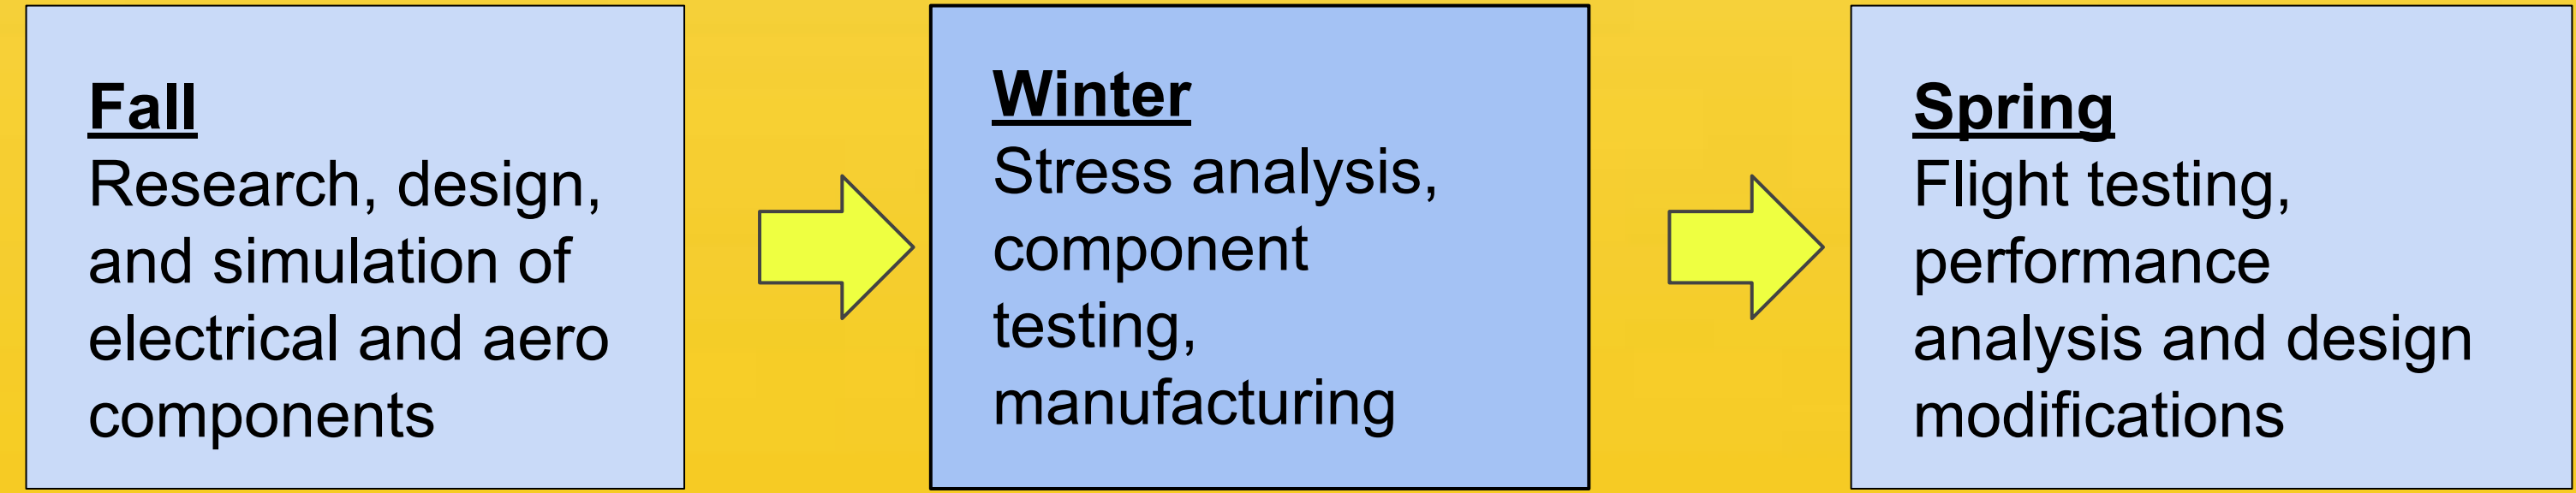 Fall
Research, design,
and simulation of
electrical and aero
components
Winter
Stress analysis,
component
testing,
manufacturing
Spring
Flight testing,
performance
analysis and design
modifications